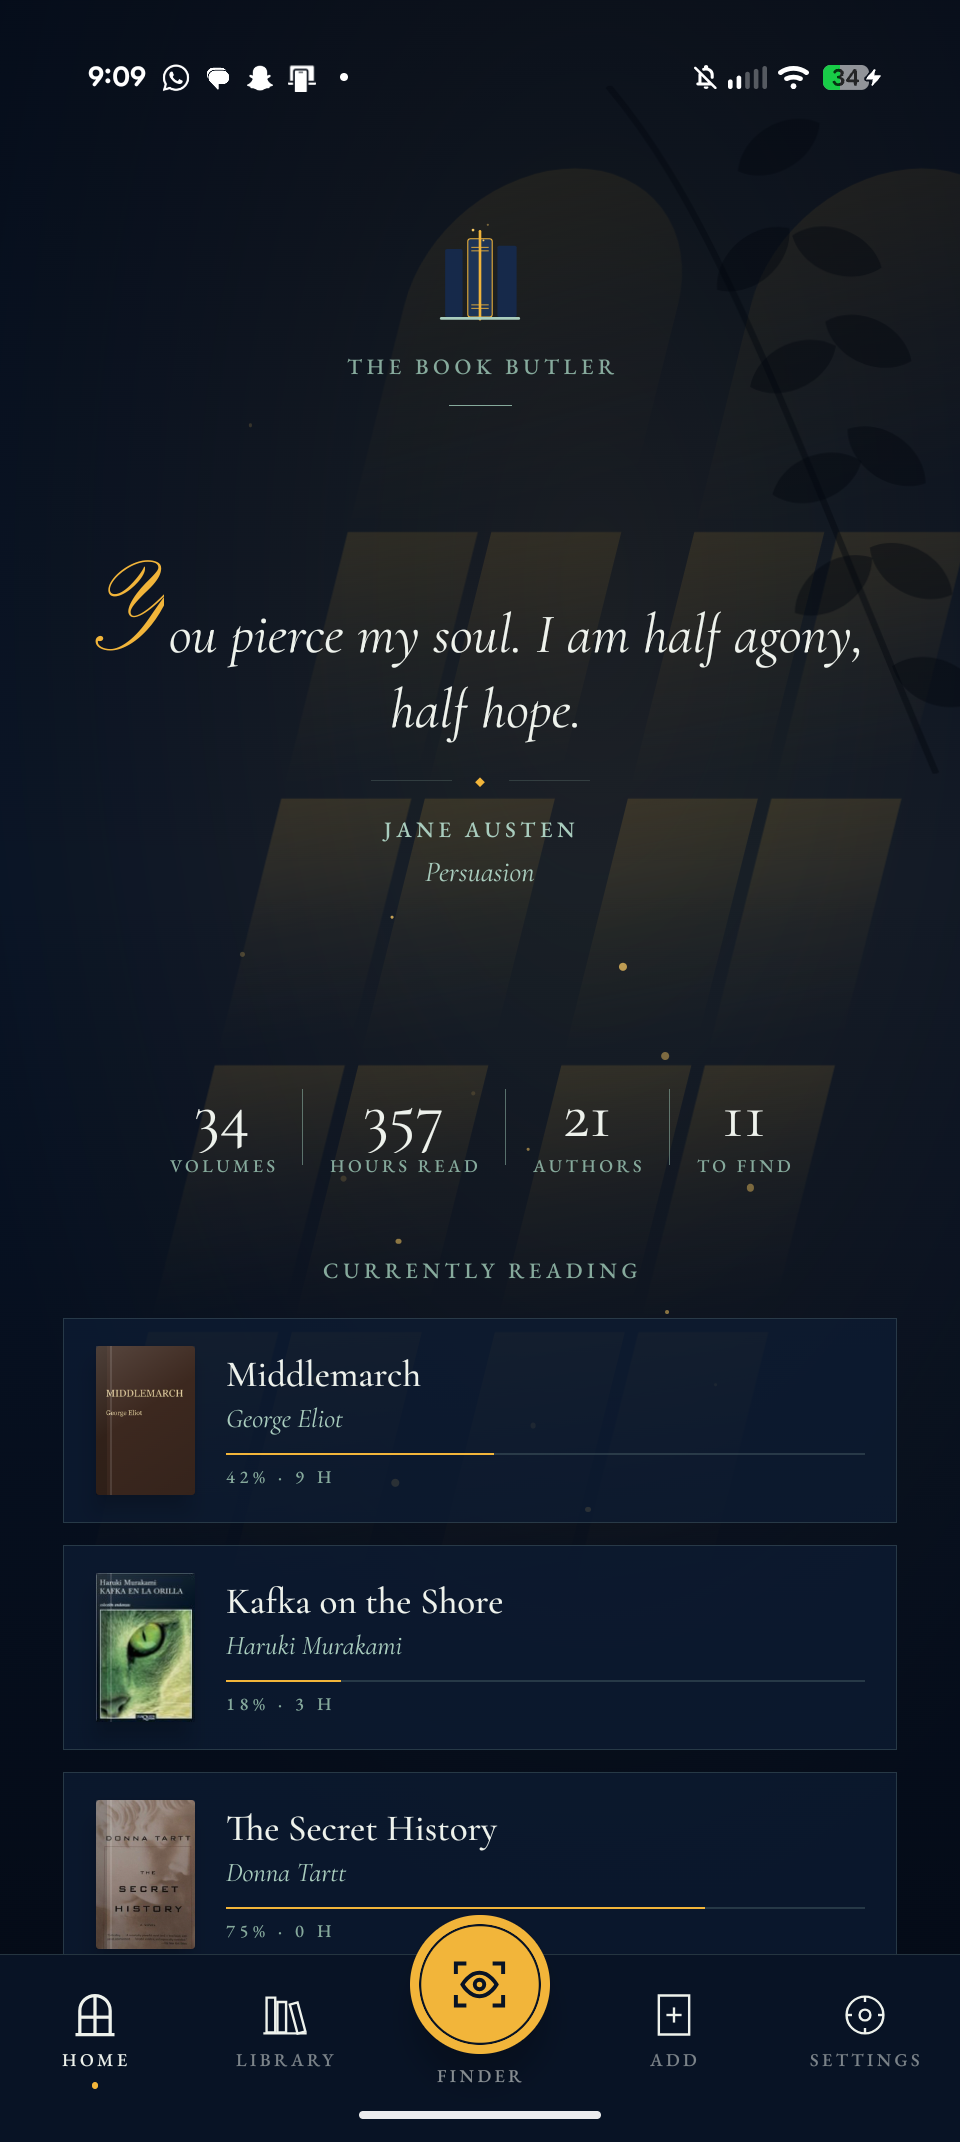 9:09
34
THE BOOK BUTLER
You pierce my soul. I am half agony,
half hope.
JANE AUSTEN
Persuasion
34 357 21 11
VOLUMES HOURS READ AUTHORS TO FIND
CURRENTLY READING
MIDDLEMARCH
George Eliot
Middlemarch
George Eliot
42% · 9 H
Haruki Murakami
KAFKA EN LA ORILLA
Kafka on the Shore
Haruki Murakami
18% · 3 H
DONNA TARTT
THE
SECRET
HISTORY
The Secret History
Donna Tartt
75% · 0 H
HOME LIBRARY FINDER ADD SETTINGS